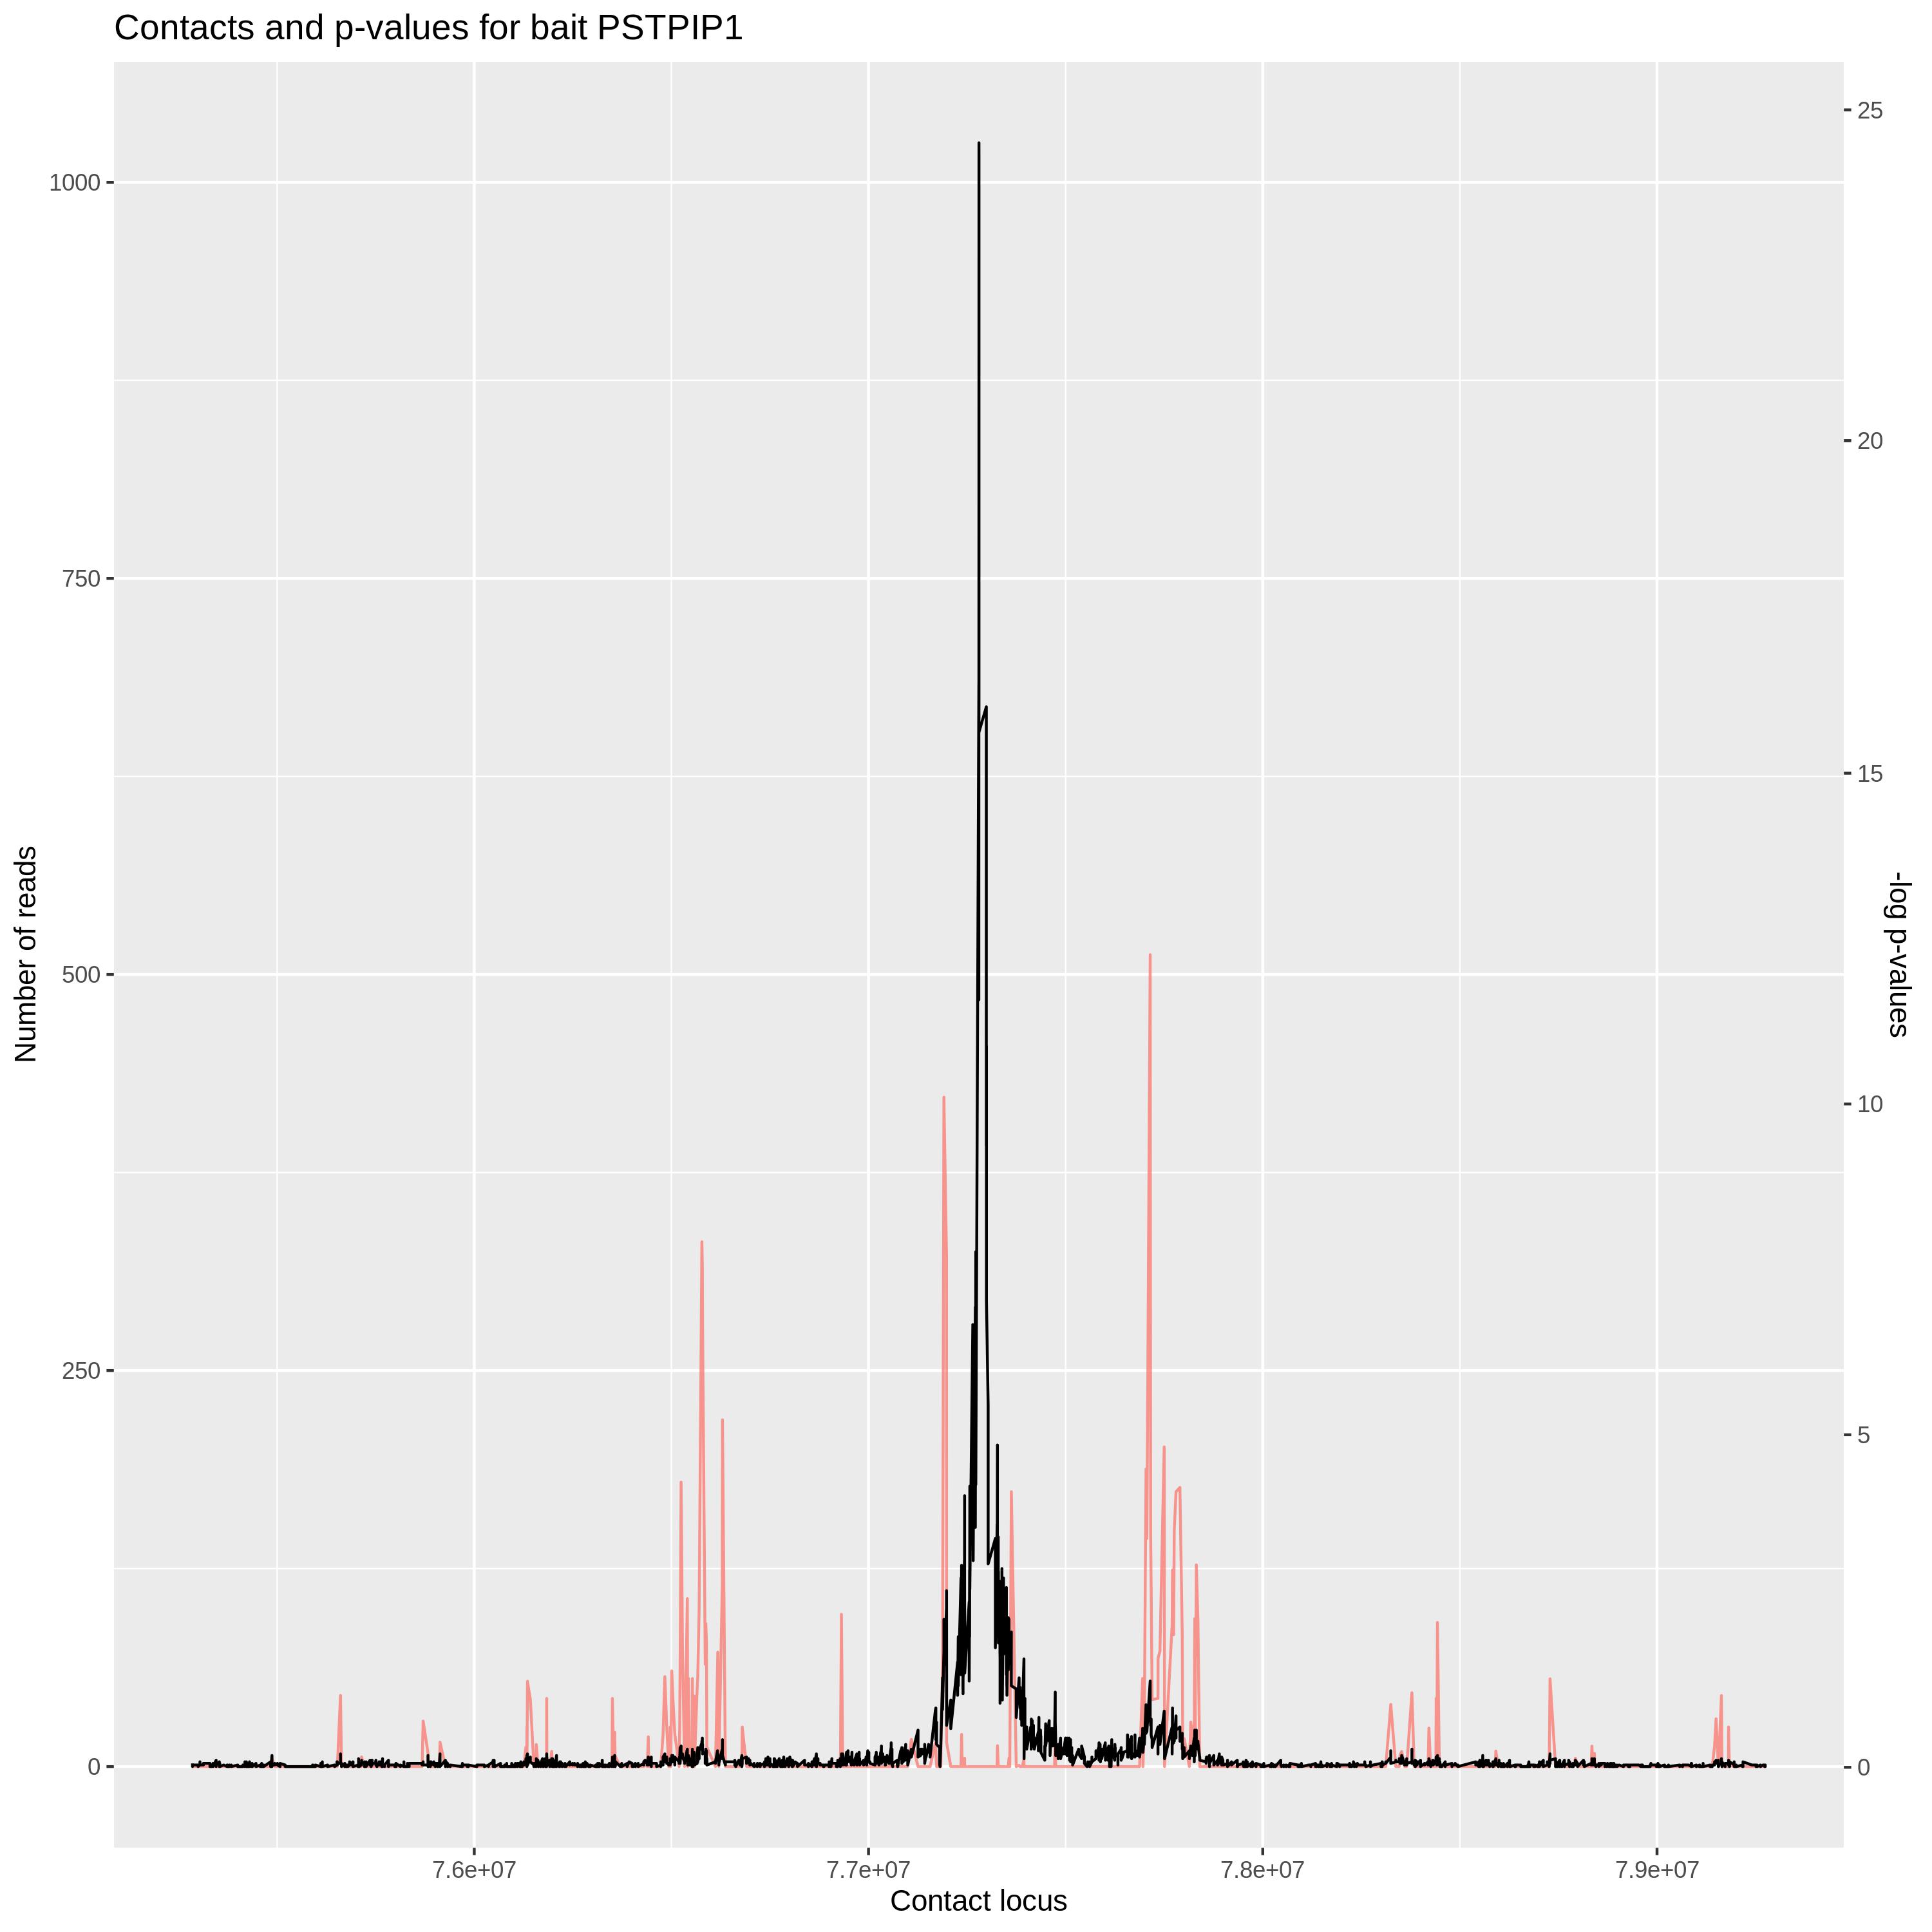 Contacts and p-values for bait PSTPIP1
25
1000
20
750
15
Number of reads
-log p-values
500
10
250
5
0
0
7.6e+07
7.7e+07
7.8e+07
7.9e+07
Contact locus